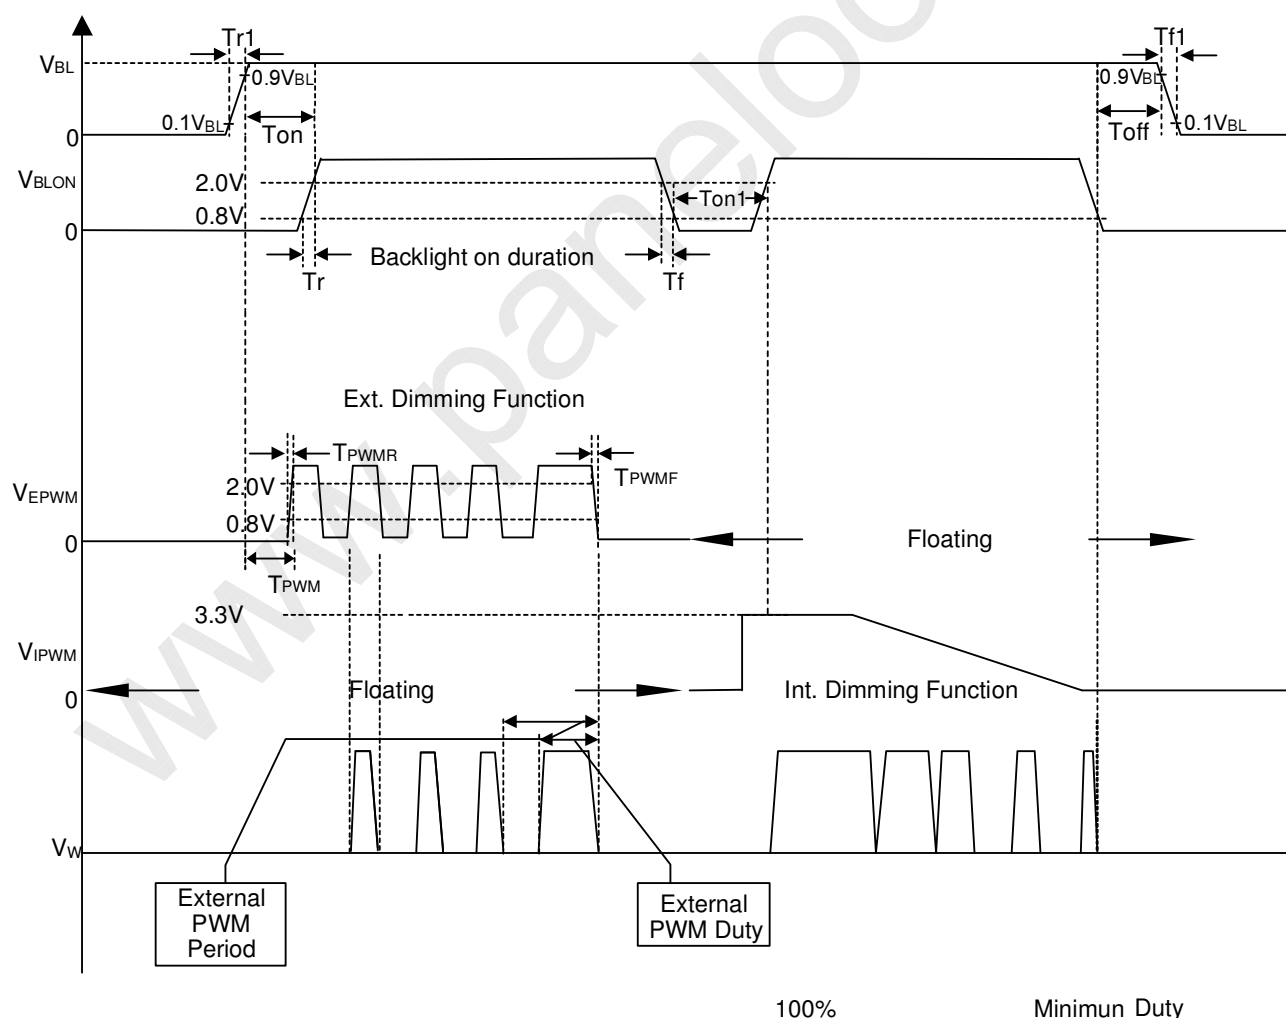 Tr1
Tf1
VBL
0.9VBL
0.9VBL
0.1VBL
Ton
Toff
0.1VBL
0
VBLON
2.0V
Ton1
0.8V
0
Backlight on duration
Tr
Tf
Ext. Dimming Function
TPWMR
TPWMF
2.0V
VEPWM
0.8V
0
Floating
TPWM
3.3V
VIPWM
0
Floating
Int. Dimming Function
VW
External
PWM
Period
External
PWM Duty
100%
Minimun Duty